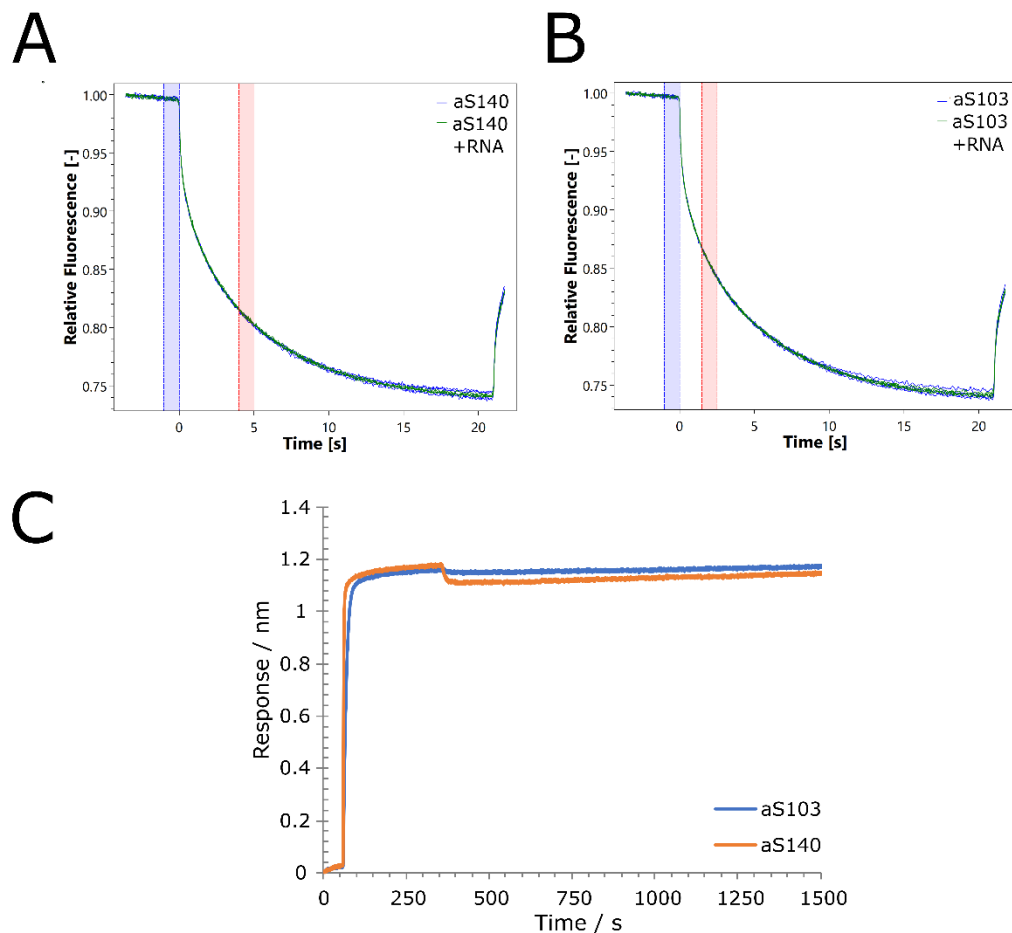 A
1.00
0.95
0.90
0.85
0.80
0.75
Relative Fluorescence [-]
0
5
10
15
20
Time [s]
aS140
aS140
+RNA
B
1.00
0.95
0.90
0.85
0.80
0.75
Relative Fluorescence [-]
0
5
10
15
20
Time [s]
aS103
aS103
+RNA
C
1.4
1.2
1
0.8
0.6
0.4
0.2
0
Response / nm
0
250
500
750
1000
1250
1500
Time / s
aS103
aS140